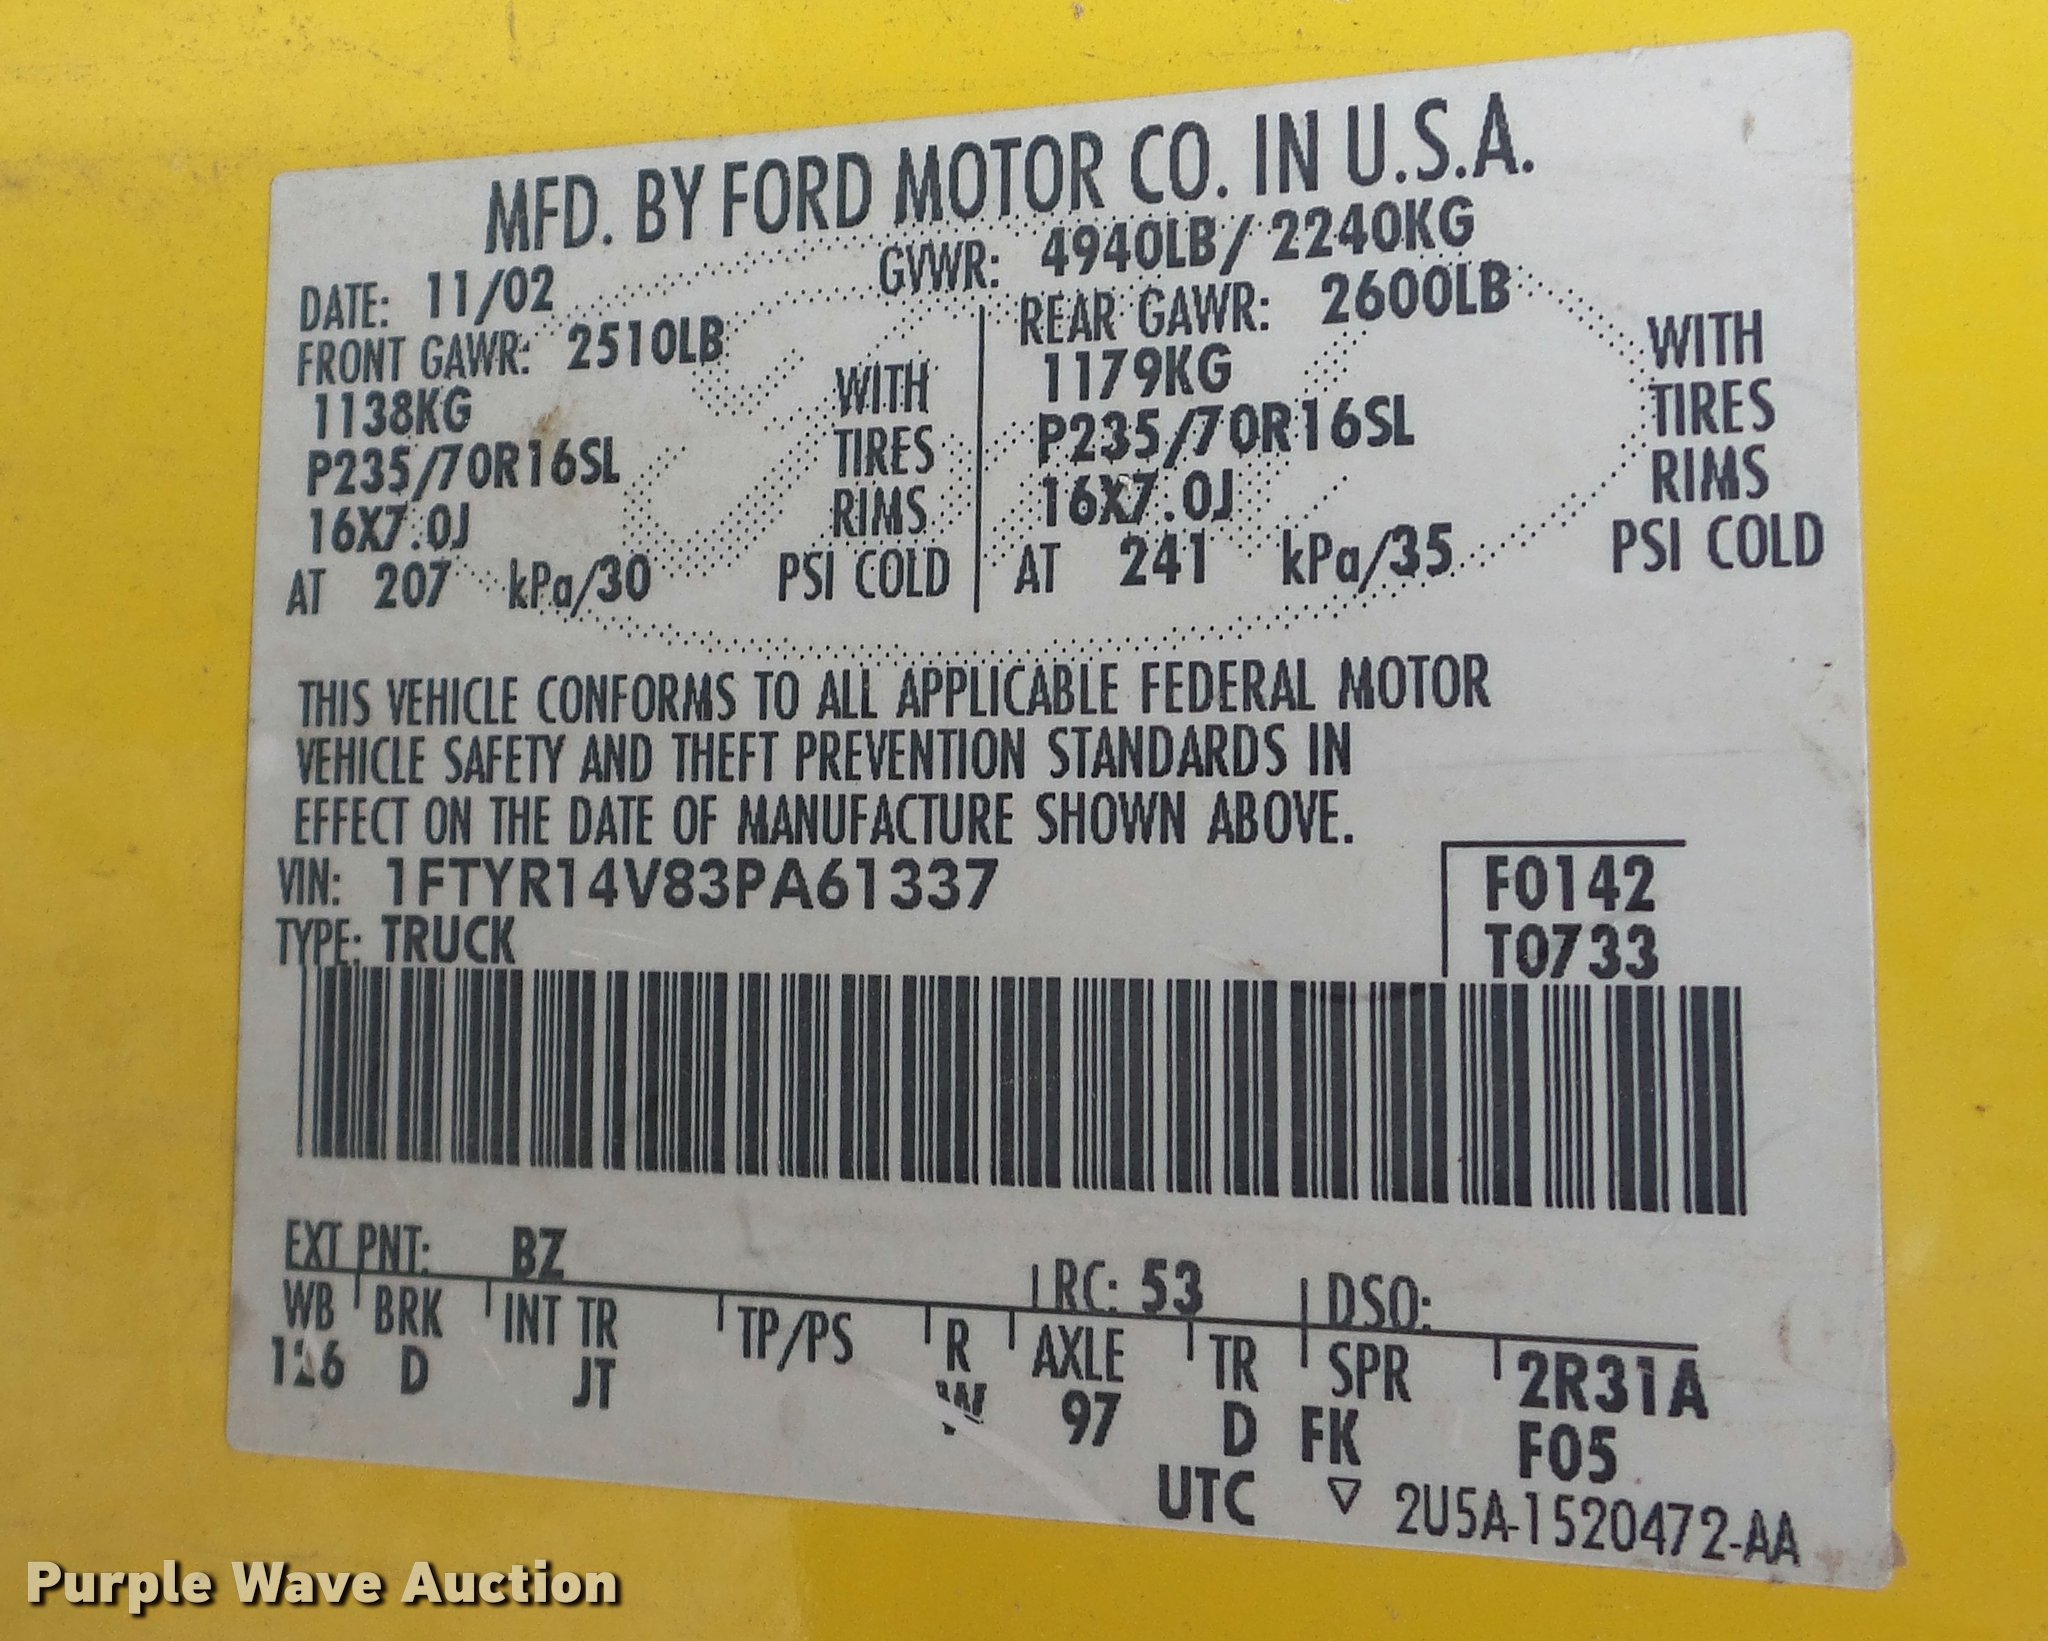 MFD. BY FORD MOTOR CO. IN U.S.A.
DATE: 11/02 GVWR: 4940LB/ 2240KG
FRONT GAWR: 2510LB REAR GAWR: 2600LB
1138KG WITH 1179KG WITH
P235/70R16SL TIRES P235/70R16SL TIRES
16X7.0J RIMS 16X7.0J RIMS
AT 207 kPa/30 PSI COLD AT 241 kPa/35 PSI COLD
THIS VEHICLE CONFORMS TO ALL APPLICABLE FEDERAL MOTOR
VEHICLE SAFETY AND THEFT PREVENTION STANDARDS IN
EFFECT ON THE DATE OF MANUFACTURE SHOWN ABOVE.
VIN: 1FTYR14V83PA61337 F0142
TYPE: TRUCK T0733
EXT PNT: BZ RC: 53 DSO:
WB BRK INT TR TP/PS R AXLE TR SPR 2R31A
126 D JT W 97 D FK F05
UTC ▽ 2U5A-1520472-AA
Purple Wave Auction